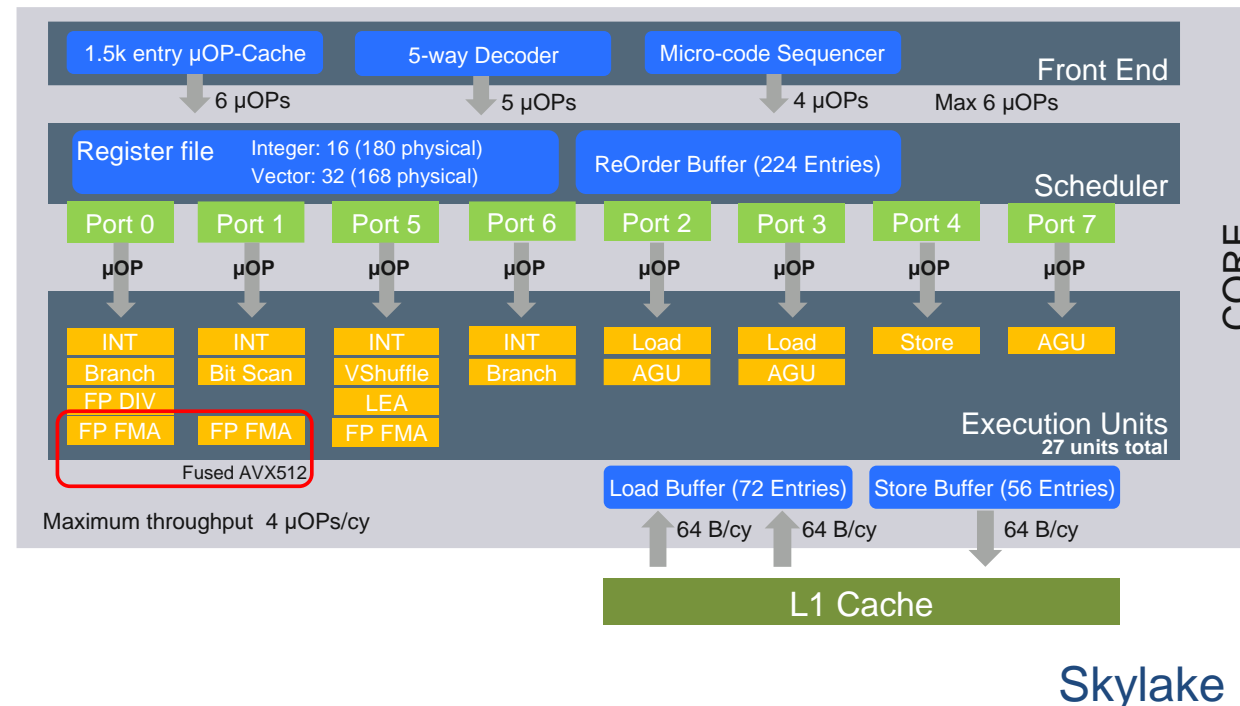 1.5k entry µOP-Cache
5-way Decoder
Micro-code Sequencer
Front End
6 µOPs
5 µOPs
4 µOPs
Max 6 µOPs
Register file
Integer: 16 (180 physical)
Vector: 32 (168 physical)
ReOrder Buffer (224 Entries)
Scheduler
Port 0
Port 1
Port 5
Port 6
Port 2
Port 3
Port 4
Port 7
µOP
µOP
µOP
µOP
µOP
µOP
µOP
µOP
INT
INT
INT
INT
Load
Load
Store
AGU
Branch
Bit Scan
VShuffle
Branch
AGU
AGU
FP DIV
LEA
FP FMA
FP FMA
FP FMA
Execution Units
27 units total
Fused AVX512
Load Buffer (72 Entries)
Store Buffer (56 Entries)
Maximum throughput 4 µOPs/cy
64 B/cy
64 B/cy
64 B/cy
L1 Cache
CORE
Skylake